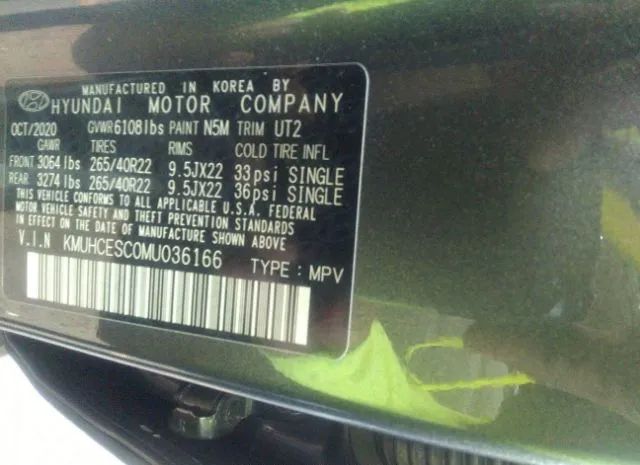 MANUFACTURED IN KOREA BY
HYUNDAI MOTOR COMPANY
OCT/2020 GVWR6108lbs PAINT N5M TRIM UT2
GAWR TIRES RIMS COLD TIRE INFL
FRONT 3064lbs 265/40R22 9.5JX22 33psi SINGLE
REAR 3274lbs 265/40R22 9.5JX22 36psi SINGLE
THIS VEHICLE CONFORMS TO ALL APPLICABLE U.S.A. FEDERAL
MOTOR VEHICLE SAFETY AND THEFT PREVENTION STANDARDS
IN EFFECT ON THE DATE OF MANUFACTURE SHOWN ABOVE
V.I.N KMUHCESC0MU036166
TYPE : MPV